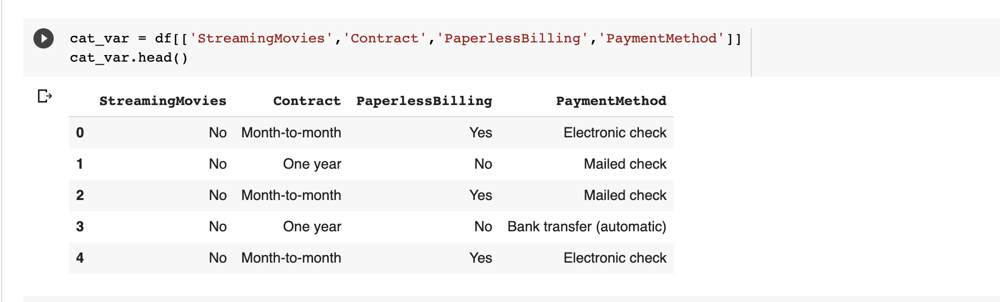 cat_var = df[['StreamingMovies','Contract','PaperlessBilling','PaymentMethod']]
cat_var.head()
StreamingMovies Contract PaperlessBilling PaymentMethod
0 No Month-to-month Yes Electronic check
1 No One year No Mailed check
2 No Month-to-month Yes Mailed check
3 No One year No Bank transfer (automatic)
4 No Month-to-month Yes Electronic check